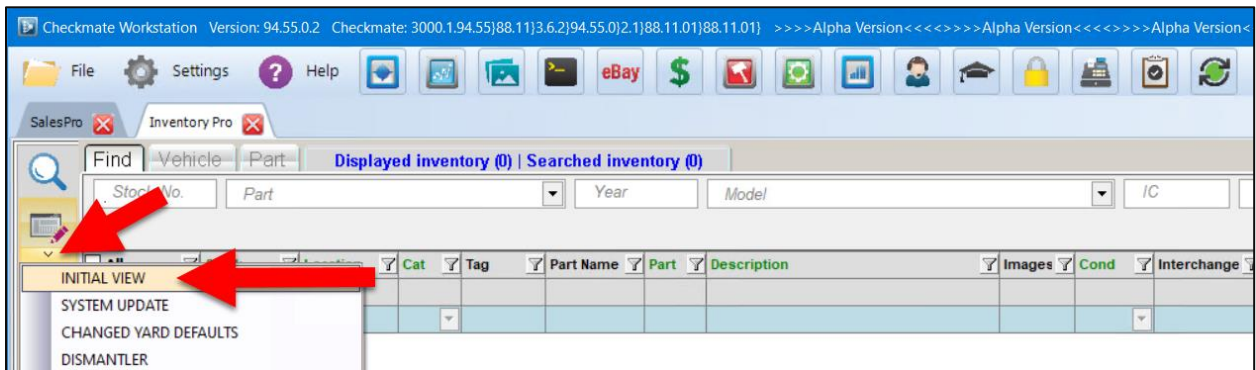 Checkmate Workstation Version: 94.55.0.2 Checkmate: 3000.1.94.55}88.11}3.6.2}94.55.0}2.1}88.11.01}88.11.01} >>>>Alpha Version<<<<>>>>Alpha Version<<<<>>>>Alpha Version<
File Settings Help eBay $
SalesPro Inventory Pro
Find Vehicle Part Displayed inventory (0) | Searched inventory (0)
Stock No. Part Year Model IC
Cat Tag Part Name Part Description Images Cond Interchange
INITIAL VIEW
SYSTEM UPDATE
CHANGED YARD DEFAULTS
DISMANTLER